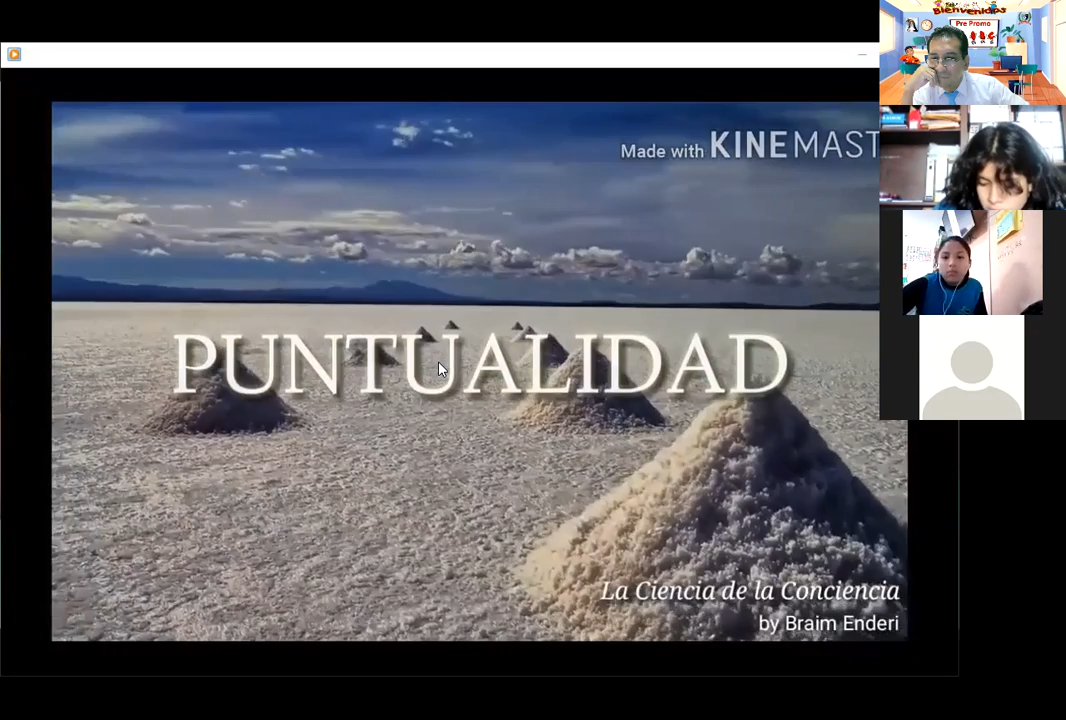 Bienvenidos
Pre Promo
Made with KINEMAST
PUNTUALIDAD
La Ciencia de la Conciencia
by Braim Enderi